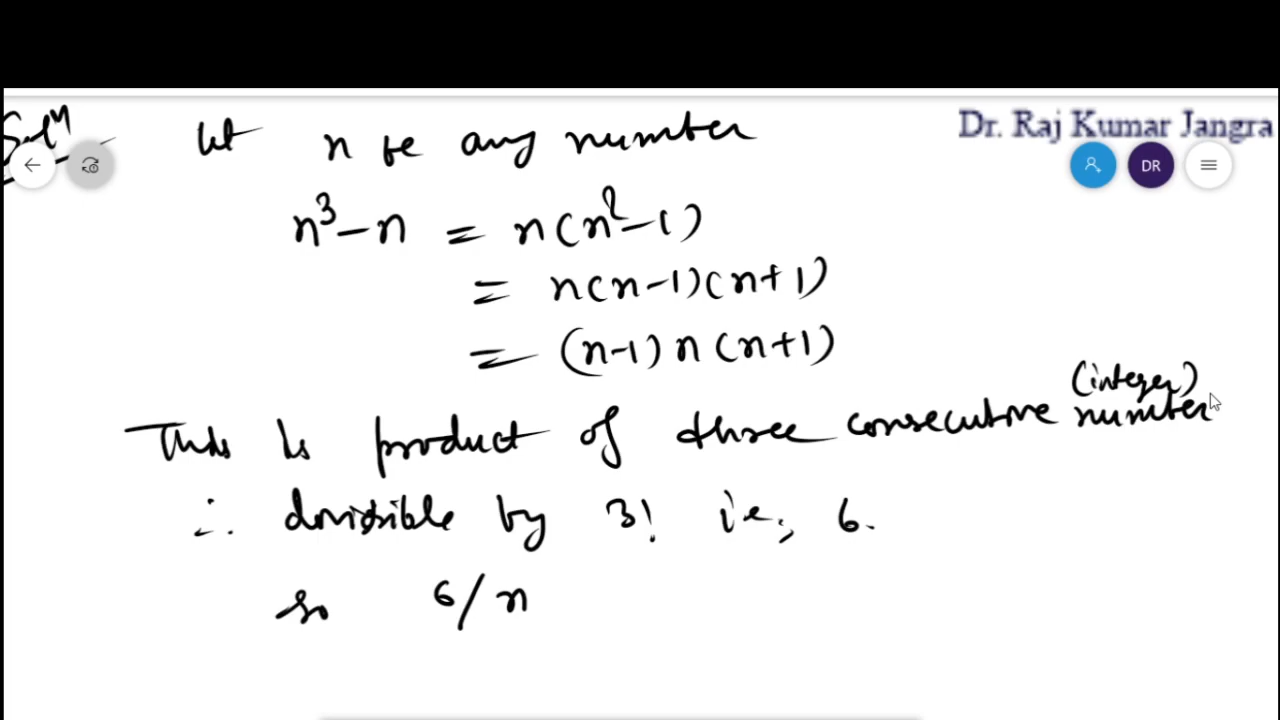 Solⁿ
Dr. Raj Kumar Jangra
DR
let n be any number
n³-n = n(n²-1)
= n(n-1)(n+1)
= (n-1) n (n+1)
(integer)
This is product of three consecutive number
∴ divisible by 3! i.e., 6.
so 6/n